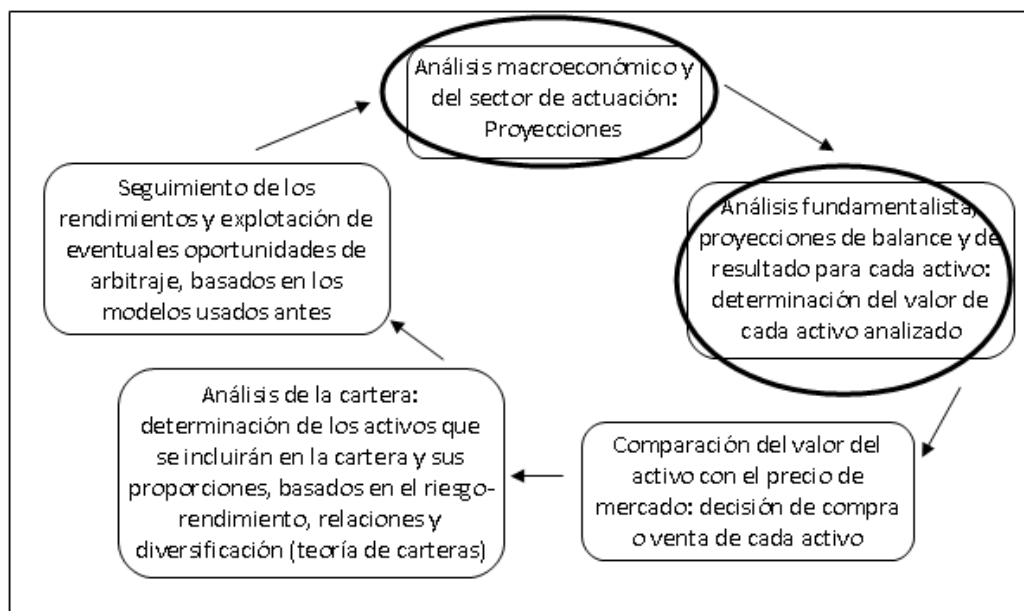 Análisis macroeconómico y
del sector de actuación:
Proyecciones
Análisis fundamentalista,
proyecciones de balance y de
resultado para cada activo:
determinación del valor de
cada activo analizado
Comparación del valor del
activo con el precio de
mercado: decisión de compra
o venta de cada activo
Análisis de la cartera:
determinación de los activos que
se incluirán en la cartera y sus
proporciones, basados en el riesgo-
rendimiento, relaciones y
diversificación (teoría de carteras)
Seguimiento de los
rendimientos y explotación de
eventuales oportunidades de
arbitraje, basados en los
modelos usados antes